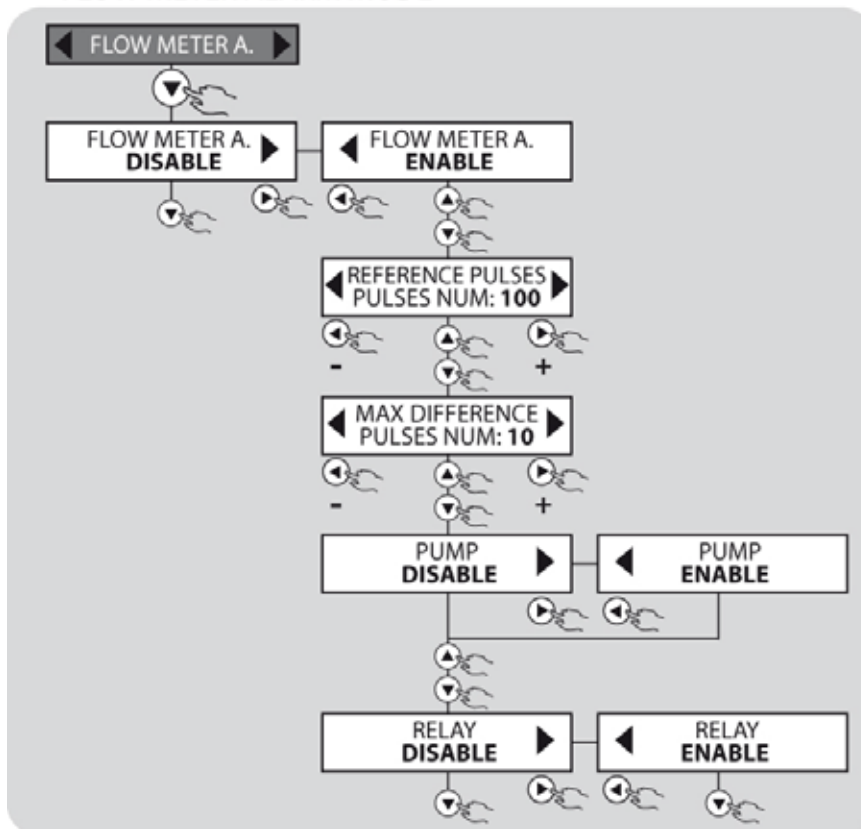 FLOW METER A.
FLOW METER A.
DISABLE
FLOW METER A.
ENABLE
REFERENCE PULSES
PULSES NUM: 100
- +
MAX DIFFERENCE
PULSES NUM: 10
- +
PUMP
DISABLE
PUMP
ENABLE
RELAY
DISABLE
RELAY
ENABLE